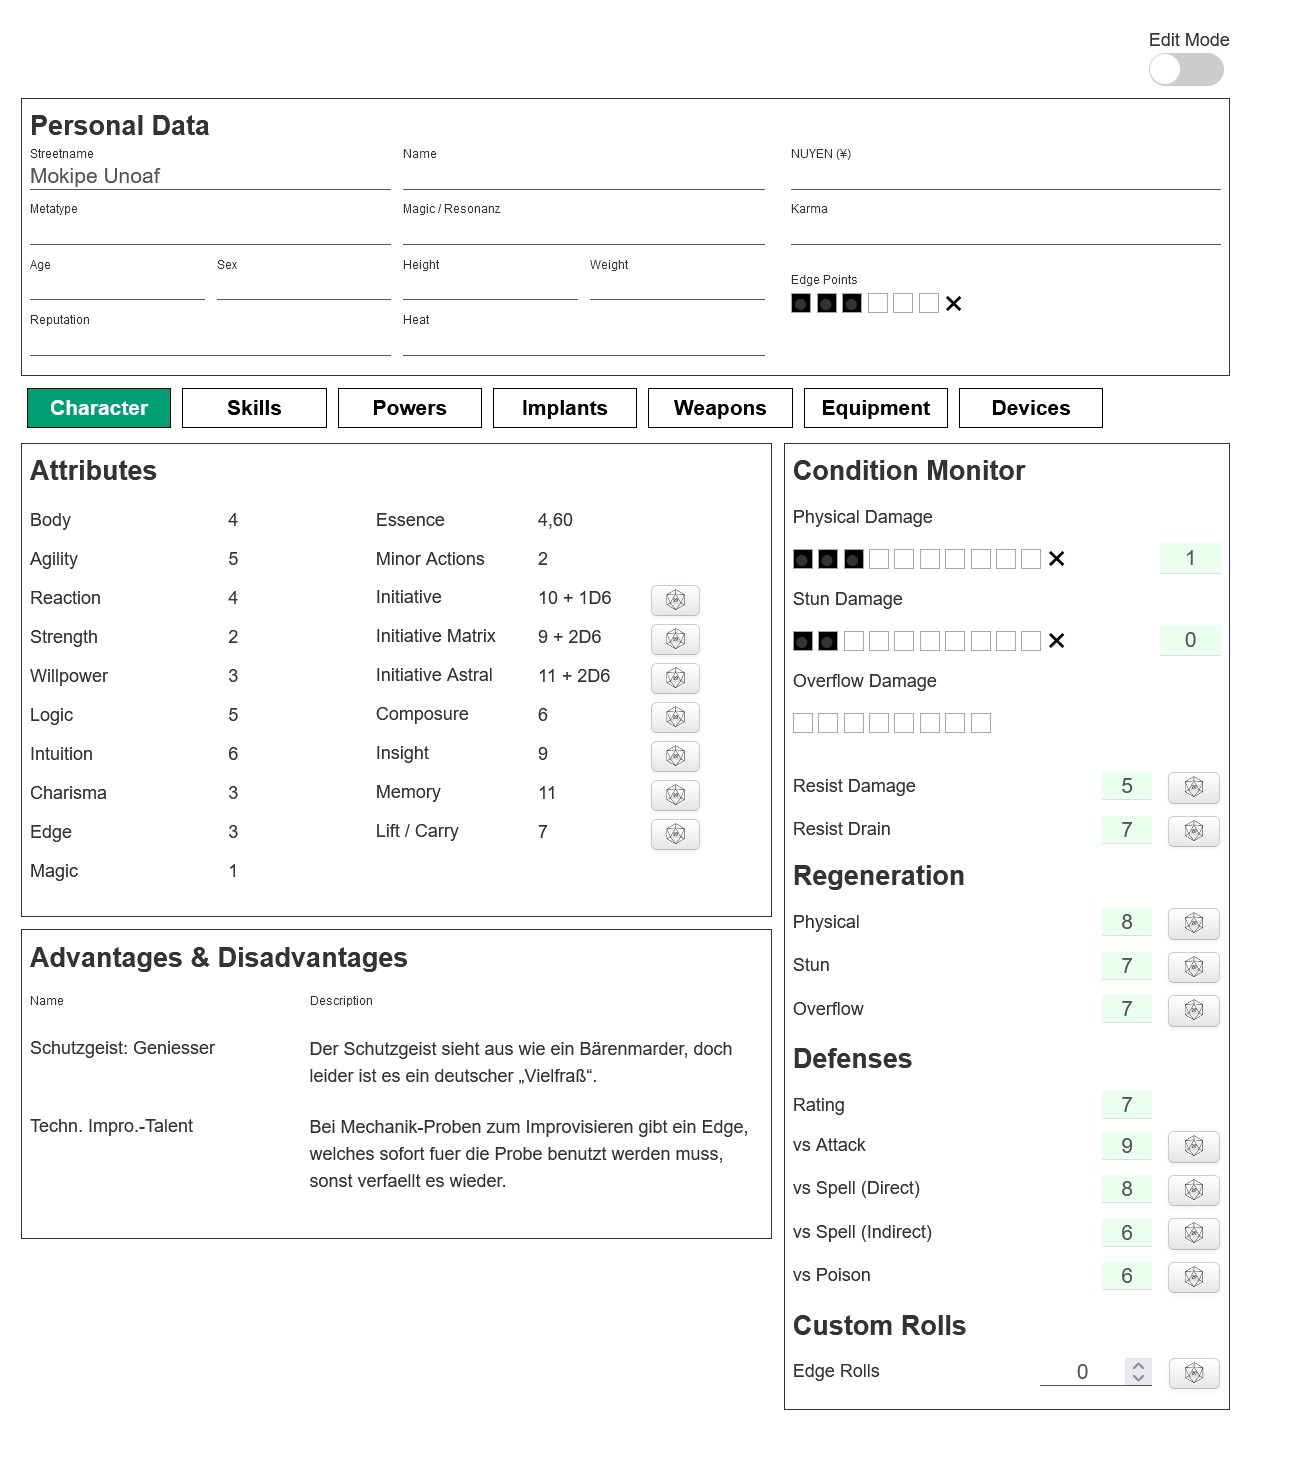 Edit Mode
Personal Data
Streetname Name NUYEN (¥)
Mokipe Unoaf
Metatype Magic / Resonanz Karma
Age Sex Height Weight
Edge Points
Reputation Heat
Character Skills Powers Implants Weapons Equipment Devices
Attributes
Body 4 Essence 4,60
Agility 5 Minor Actions 2
Reaction 4 Initiative 10 + 1D6
Strength 2 Initiative Matrix 9 + 2D6
Willpower 3 Initiative Astral 11 + 2D6
Logic 5 Composure 6
Intuition 6 Insight 9
Charisma 3 Memory 11
Edge 3 Lift / Carry 7
Magic 1
Advantages & Disadvantages
Name Description
Schutzgeist: Geniesser Der Schutzgeist sieht aus wie ein Bärenmarder, doch
leider ist es ein deutscher „Vielfraß“.
Techn. Impro.-Talent Bei Mechanik-Proben zum Improvisieren gibt ein Edge,
welches sofort fuer die Probe benutzt werden muss,
sonst verfaellt es wieder.
Condition Monitor
Physical Damage
1
Stun Damage
0
Overflow Damage
Resist Damage 5
Resist Drain 7
Regeneration
Physical 8
Stun 7
Overflow 7
Defenses
Rating 7
vs Attack 9
vs Spell (Direct) 8
vs Spell (Indirect) 6
vs Poison 6
Custom Rolls
Edge Rolls 0